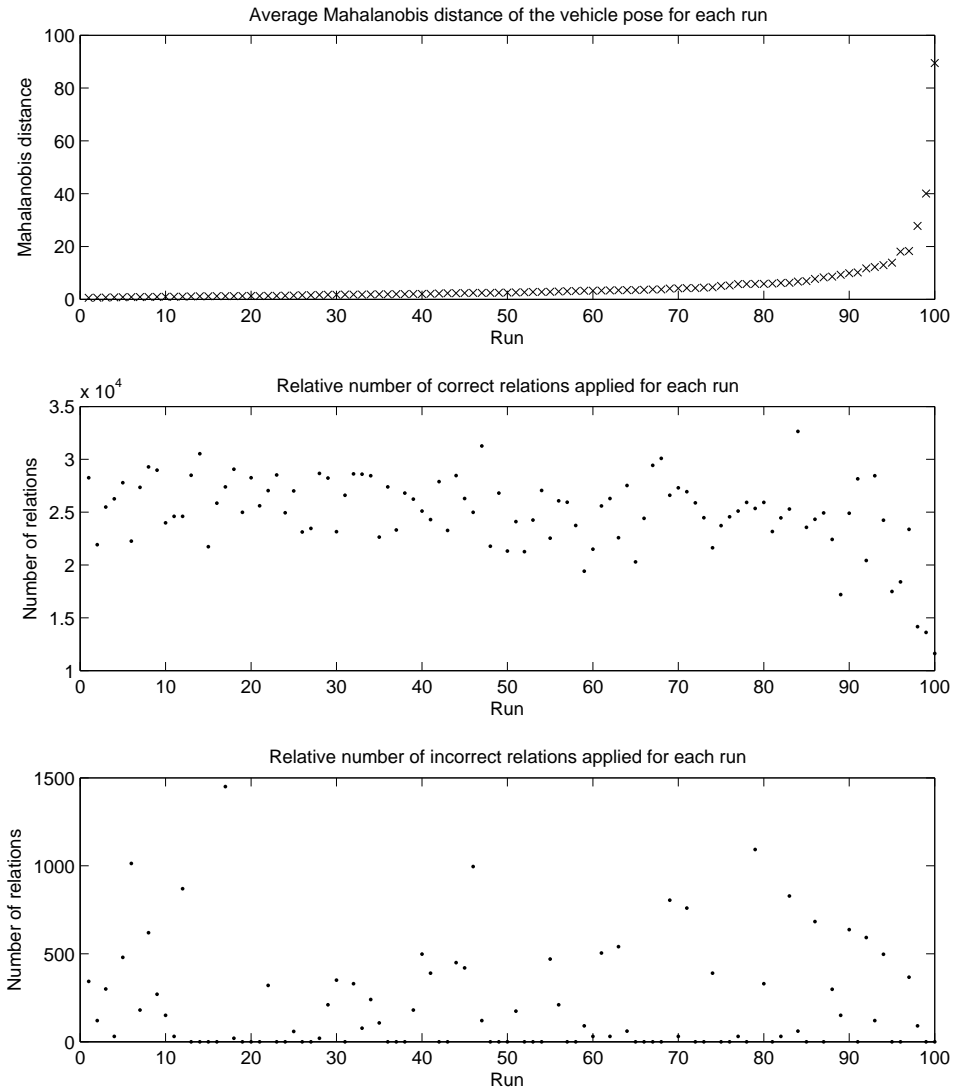 Average Mahalanobis distance of the vehicle pose for each run
100
80
60
40
20
0
Mahalanobis distance
0 10 20 30 40 50 60 70 80 90 100
Run
Relative number of correct relations applied for each run
x 10^4
3.5
3
2.5
2
1.5
1
Number of relations
0 10 20 30 40 50 60 70 80 90 100
Run
Relative number of incorrect relations applied for each run
1500
1000
500
0
Number of relations
0 10 20 30 40 50 60 70 80 90 100
Run